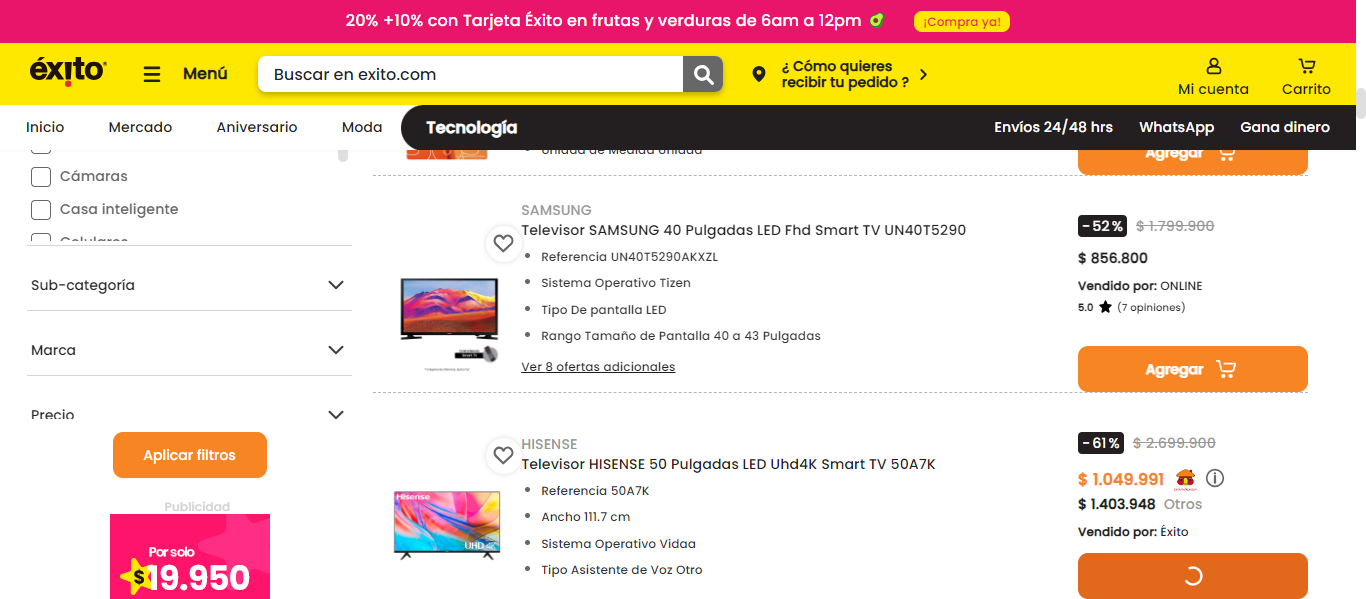 20% +10% con Tarjeta Éxito en frutas y verduras de 6am a 12pm
¡Compra ya!
éxito
Menú
Buscar en exito.com
¿ Cómo quieres
recibir tu pedido ?
Mi cuenta
Carrito
Inicio
Mercado
Aniversario
Moda
Tecnología
Envíos 24/48 hrs
WhatsApp
Gana dinero
Cámaras
Casa inteligente
Celulares
Sub-categoría
Marca
Precio
Aplicar filtros
Publicidad
Por solo
$19.950
Unidad de Medida Unidad
Agregar
SAMSUNG
Televisor SAMSUNG 40 Pulgadas LED Fhd Smart TV UN40T5290
Referencia UN40T5290AKXZL
Sistema Operativo Tizen
Tipo De pantalla LED
Rango Tamaño de Pantalla 40 a 43 Pulgadas
Ver 8 ofertas adicionales
-52% $ 1.799.900
$ 856.800
Vendido por: ONLINE
5.0 (7 opiniones)
Agregar
HISENSE
Televisor HISENSE 50 Pulgadas LED Uhd4K Smart TV 50A7K
Hisense
UHD
Referencia 50A7K
Ancho 111.7 cm
Sistema Operativo Vidaa
Tipo Asistente de Voz Otro
-61% $ 2.699.900
$ 1.049.991
$ 1.403.948 Otros
Vendido por: Éxito